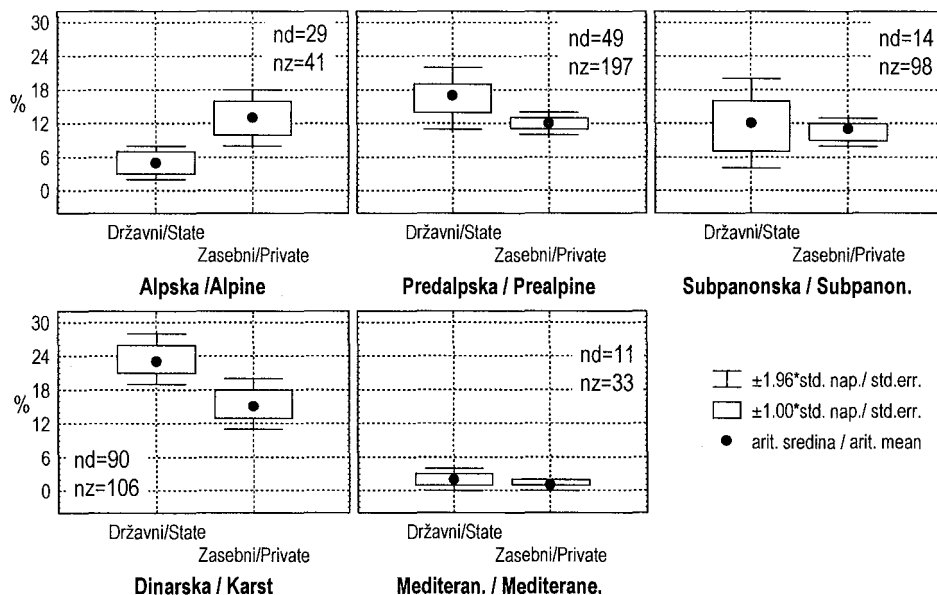 30
24
18
%
12
6
0
nd=29
nz=41
nd=49
nz=197
nd=14
nz=98
Državni/State
Zasebni/Private
Alpska /Alpine
Državni/State
Zasebni/Private
Predalpska / Prealpine
Državni/State
Zasebni/Private
Subpanonska / Subpanon.
30
24
%
18
12
6
0
nd=90
nz=106
nd=11
nz=33
±1.96*std. nap./ std.err.
±1.00*std. nap./ std.err.
arit. sredina / arit. mean
Državni/State
Zasebni/Private
Dinarska / Karst
Državni/State
Zasebni/Private
Mediteran. / Mediterane.